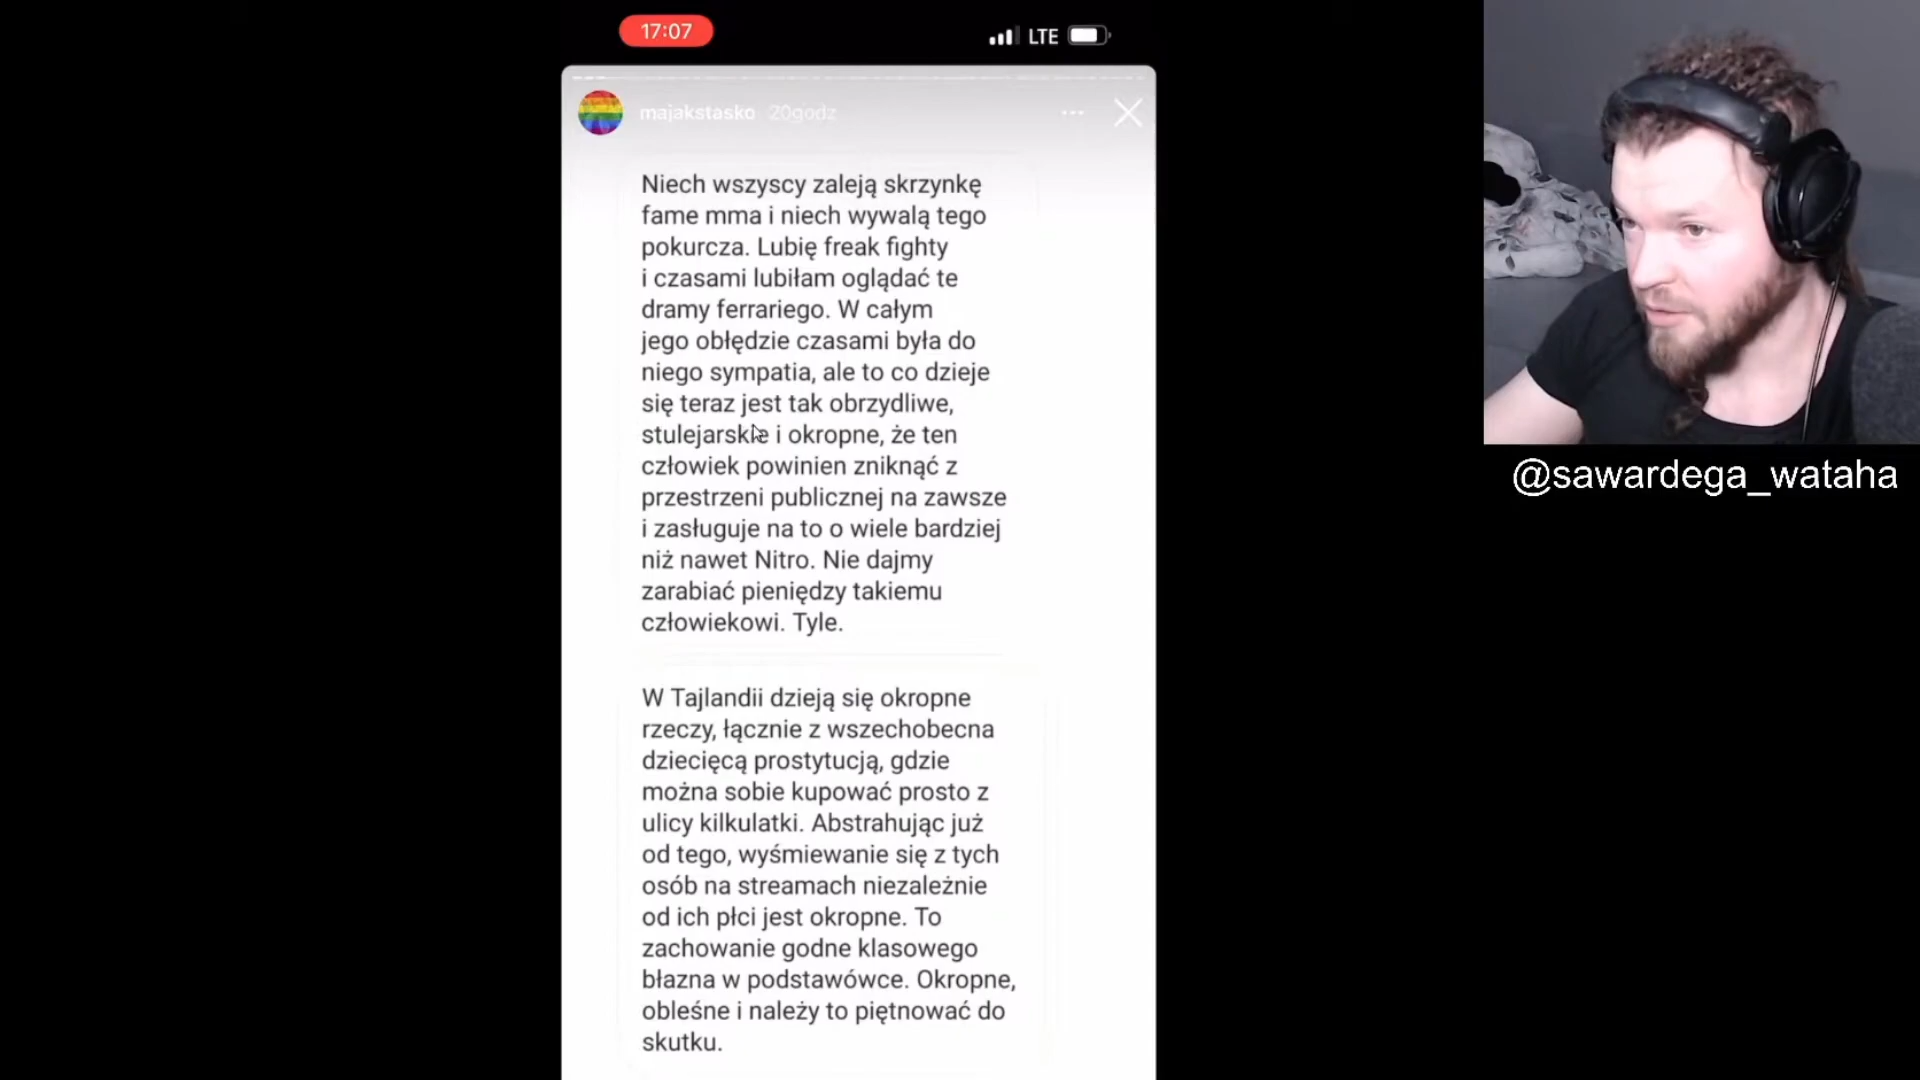 17:07
LTE
majakstasko 20godz
Niech wszyscy zaleją skrzynkę
fame mma i niech wywalą tego
pokurcza. Lubię freak fighty
i czasami lubiłam oglądać te
dramy ferrariego. W całym
jego obłędzie czasami była do
niego sympatia, ale to co dzieje
się teraz jest tak obrzydliwe,
stulejarskie i okropne, że ten
człowiek powinien zniknąć z
przestrzeni publicznej na zawsze
i zasługuje na to o wiele bardziej
niż nawet Nitro. Nie dajmy
zarabiać pieniędzy takiemu
człowiekowi. Tyle.
W Tajlandii dzieją się okropne
rzeczy, łącznie z wszechobecna
dziecięcą prostytucją, gdzie
można sobie kupować prosto z
ulicy kilkulatki. Abstrahując już
od tego, wyśmiewanie się z tych
osób na streamach niezależnie
od ich płci jest okropne. To
zachowanie godne klasowego
błazna w podstawówce. Okropne,
obleśne i należy to piętnować do
skutku.
@sawardega_wataha